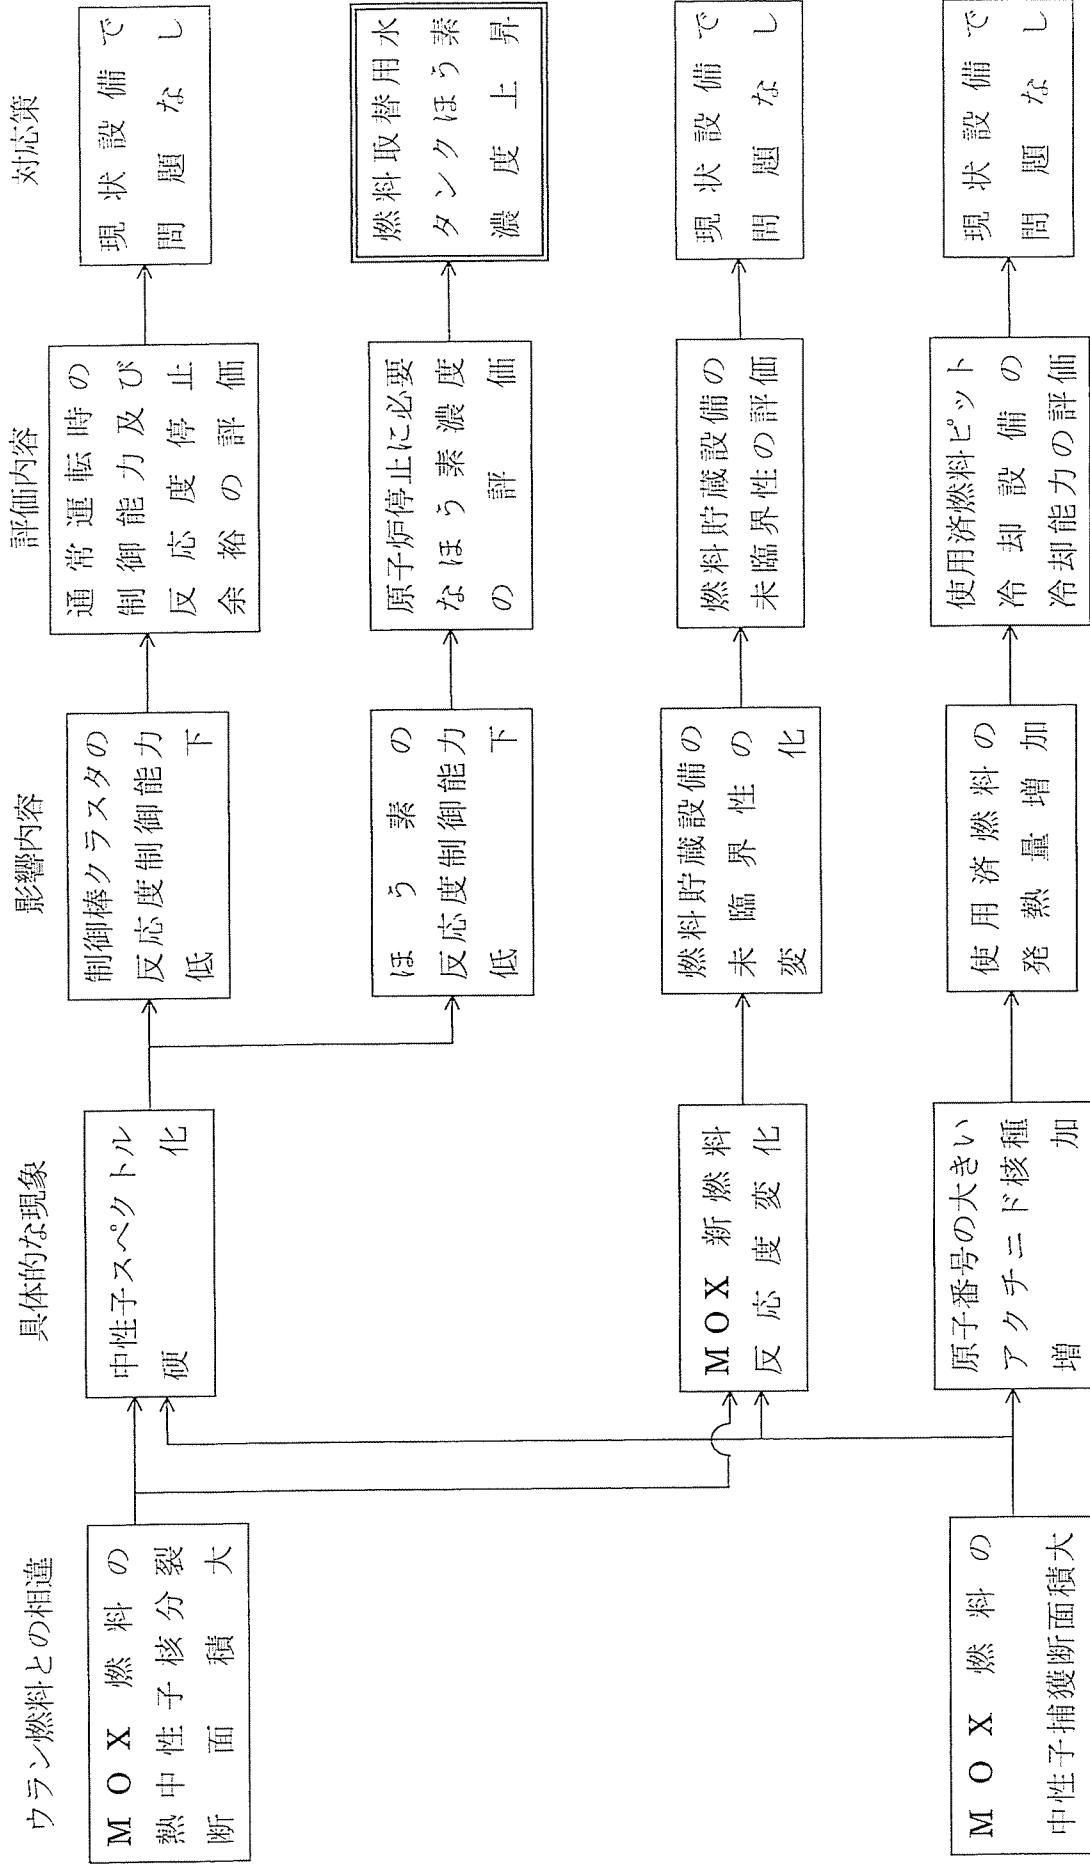 ウラン燃料との相違
具体的な現象
影響内容
評価内容
対応策
MOX 燃料の
熱中性子核分裂
断面積大
中性子スペクトル
硬化
制御棒クラスタの
反応度制御能力
低下
通常運転時の
制御能力及び
反応度停止
余裕の評価
現状設備で
問題なし
ほう素の
反応度制御能力
低下
原子炉停止に必要
なほう素濃度
の評価
燃料取替用水
タンクほう素
濃度上昇
MOX 新燃料
反応度変化
燃料貯蔵設備の
未臨界性の
変化
燃料貯蔵設備の
未臨界性の評価
現状設備で
問題なし
MOX 燃料の
中性子捕獲断面積大
原子番号の大きい
アクチニド核種
増加
使用済燃料の
発熱量増加
使用済燃料ピット
冷却設備の
冷却能力の評価
現状設備で
問題なし